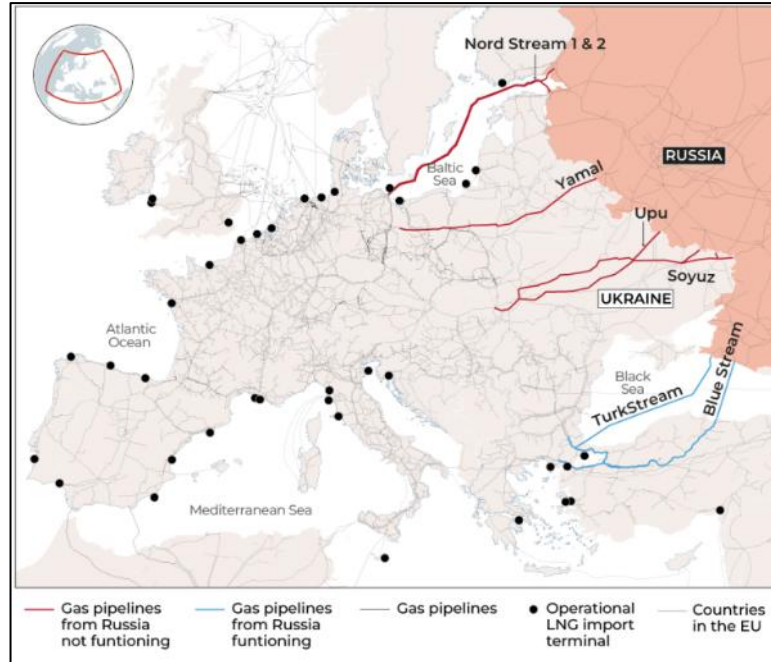 Nord Stream 1 & 2
RUSSIA
Baltic
Sea
Yamal
Upu
Soyuz
UKRAINE
Atlantic
Ocean
Black
Sea
TurkStream
Blue Stream
Mediterranean Sea
Gas pipelines
from Russia
not funtioning
Gas pipelines
from Russia
funtioning
Gas pipelines
Operational
LNG import
terminal
Countries
in the EU